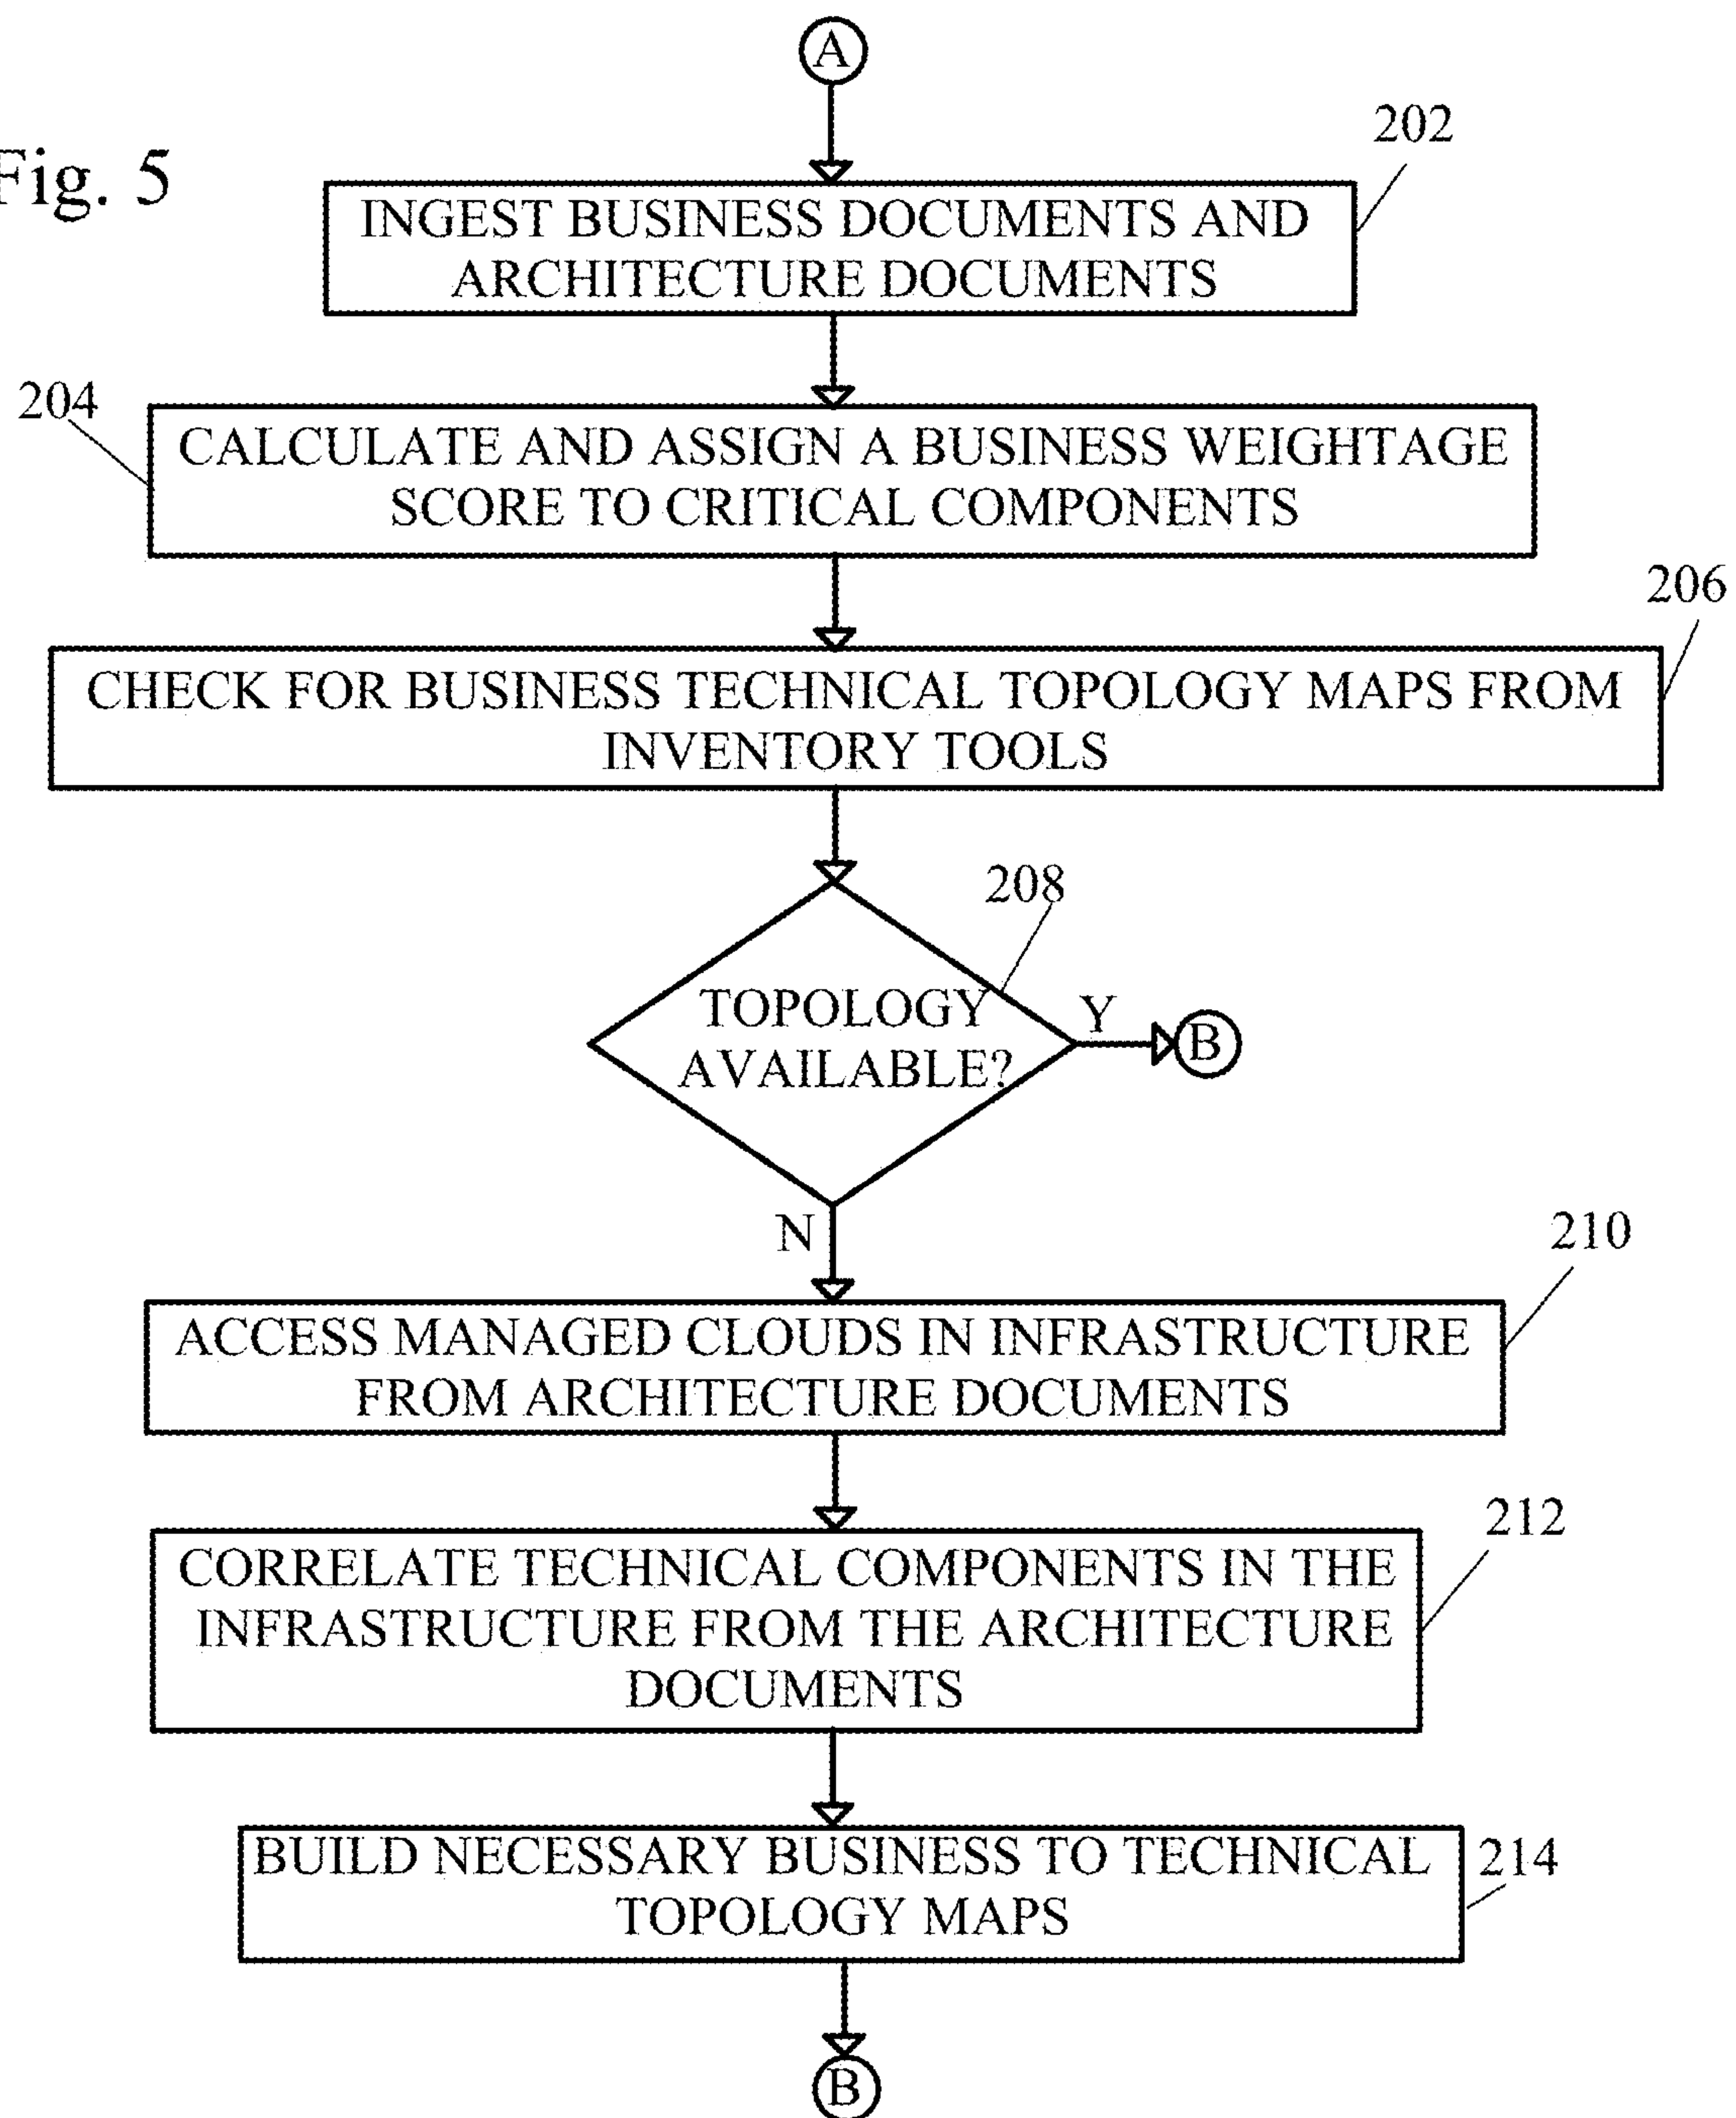 A
Fig. 5
202
INGEST BUSINESS DOCUMENTS AND
ARCHITECTURE DOCUMENTS
204
CALCULATE AND ASSIGN A BUSINESS WEIGHTAGE
SCORE TO CRITICAL COMPONENTS
206
CHECK FOR BUSINESS TECHNICAL TOPOLOGY MAPS FROM
INVENTORY TOOLS
208
TOPOLOGY
AVAILABLE?
Y
B
N
210
ACCESS MANAGED CLOUDS IN INFRASTRUCTURE
FROM ARCHITECTURE DOCUMENTS
212
CORRELATE TECHNICAL COMPONENTS IN THE
INFRASTRUCTURE FROM THE ARCHITECTURE
DOCUMENTS
214
BUILD NECESSARY BUSINESS TO TECHNICAL
TOPOLOGY MAPS
B